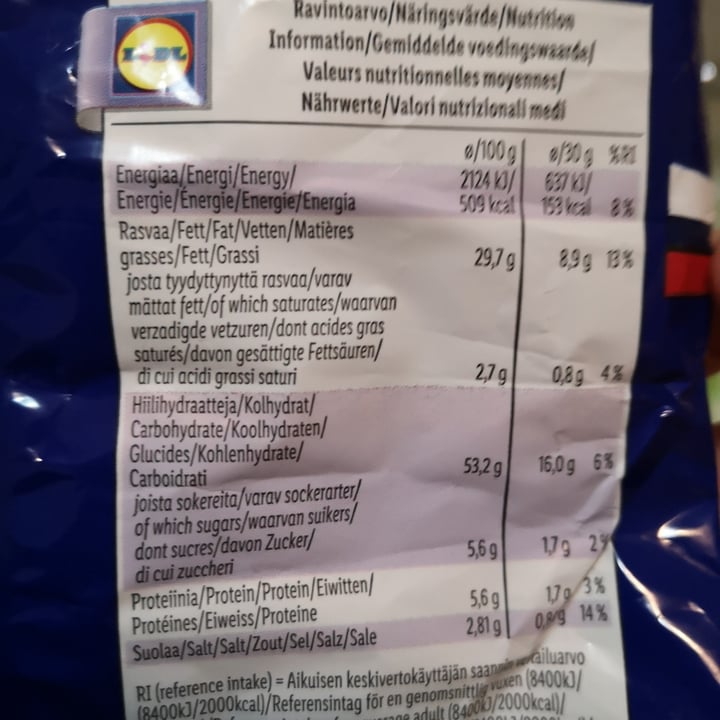 LIDL
Ravintoarvo/Näringsvärde/Nutrition
Information/Gemiddelde voedingswaarde/
Valeurs nutritionnelles moyennes/
Nährwerte/Valori nutrizionali medi
ø/100g ø/30g %RI
Energiaa/Energi/Energy/ 2124 kJ/ 637 kJ/
Energie/Énergie/Energie/Energia 509 kcal 153 kcal 8%
Rasvaa/Fett/Fat/Vetten/Matières
grasses/Fett/Grassi 29,7 g 8,9 g 13%
josta tyydyttynyttä rasvaa/varav
mättat fett/of which saturates/waarvan
verzadigde vetzuren/dont acides gras
saturés/davon gesättigte Fettsäuren/
di cui acidi grassi saturi 2,7 g 0,8 g 4%
Hiilihydraatteja/Kolhydrat/
Carbohydrate/Koolhydraten/
Glucides/Kohlenhydrate/
Carboidrati 53,2 g 16,0 g 6%
joista sokereita/varav sockerarter/
of which sugars/waarvan suikers/
dont sucres/davon Zucker/
di cui zuccheri 5,6 g 1,7 g 2%
Proteiinia/Protein/Protein/Eiwitten/
Protéines/Eiweiss/Proteine 5,6 g 1,7 g 3%
Suolaa/Salt/Salt/Zout/Sel/Salz/Sale 2,81 g 0,8 g 14%
RI (reference intake) = Aikuisen keskivertokäyttäjän
(8400kJ/2000kcal)/Referensintag för en genomsnittlig vuxen (8400kJ/
adult (8400kJ/2000kcal)/